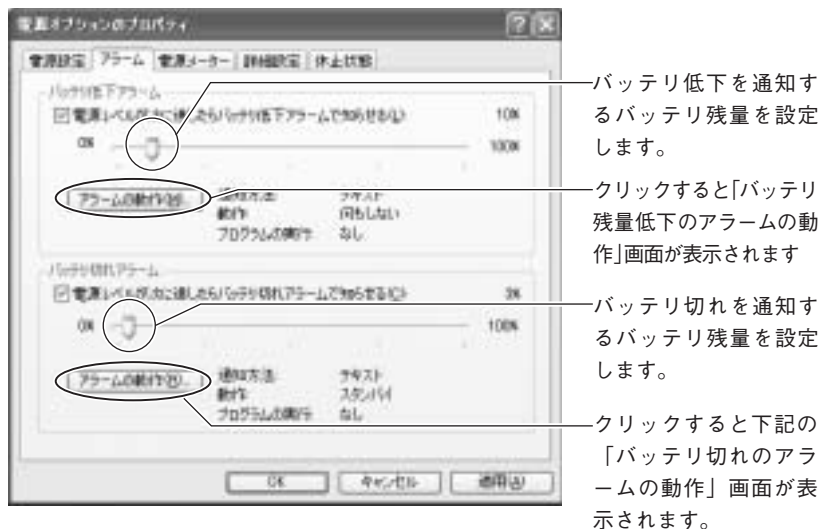 電源オプションのプロパティ
電源設定 アラーム 電源メーター 詳細設定 休止状態
バッテリ低下アラーム
電源レベルが次に達したらバッテリ低下アラームで知らせる(L) 10%
0% 100%
アラームの動作 通知方法 テキスト
動作 何もしない
プログラムの実行 なし
バッテリ切れアラーム
電源レベルが次に達したらバッテリ切れアラームで知らせる(C) 3%
0% 100%
アラームの動作 通知方法 テキスト
動作 スタンバイ
プログラムの実行 なし
OK キャンセル 適用(A)
バッテリ低下を通知す
るバッテリ残量を設定
します。
クリックすると「バッテリ
残量低下のアラームの動
作」画面が表示されます
バッテリ切れを通知す
るバッテリ残量を設定
します。
クリックすると下記の
「バッテリ切れのアラ
ームの動作」画面が表
示されます。